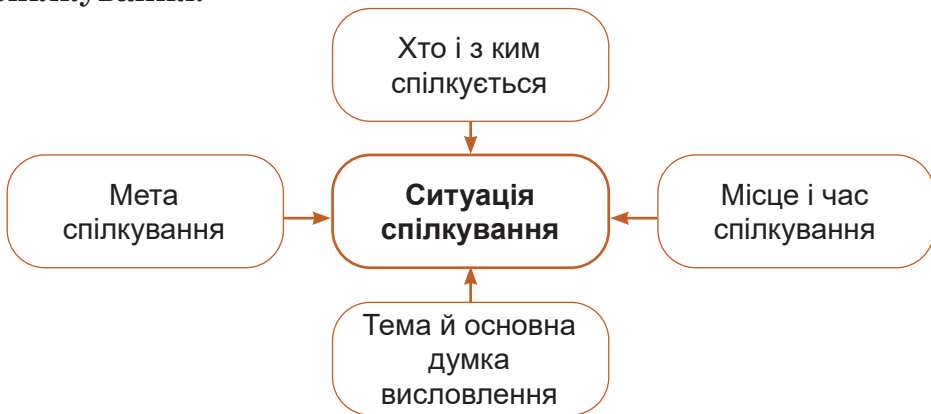 Хто і з ким
спілкується
Мета
спілкування
Ситуація
спілкування
Місце і час
спілкування
Тема й основна
думка
висловлення